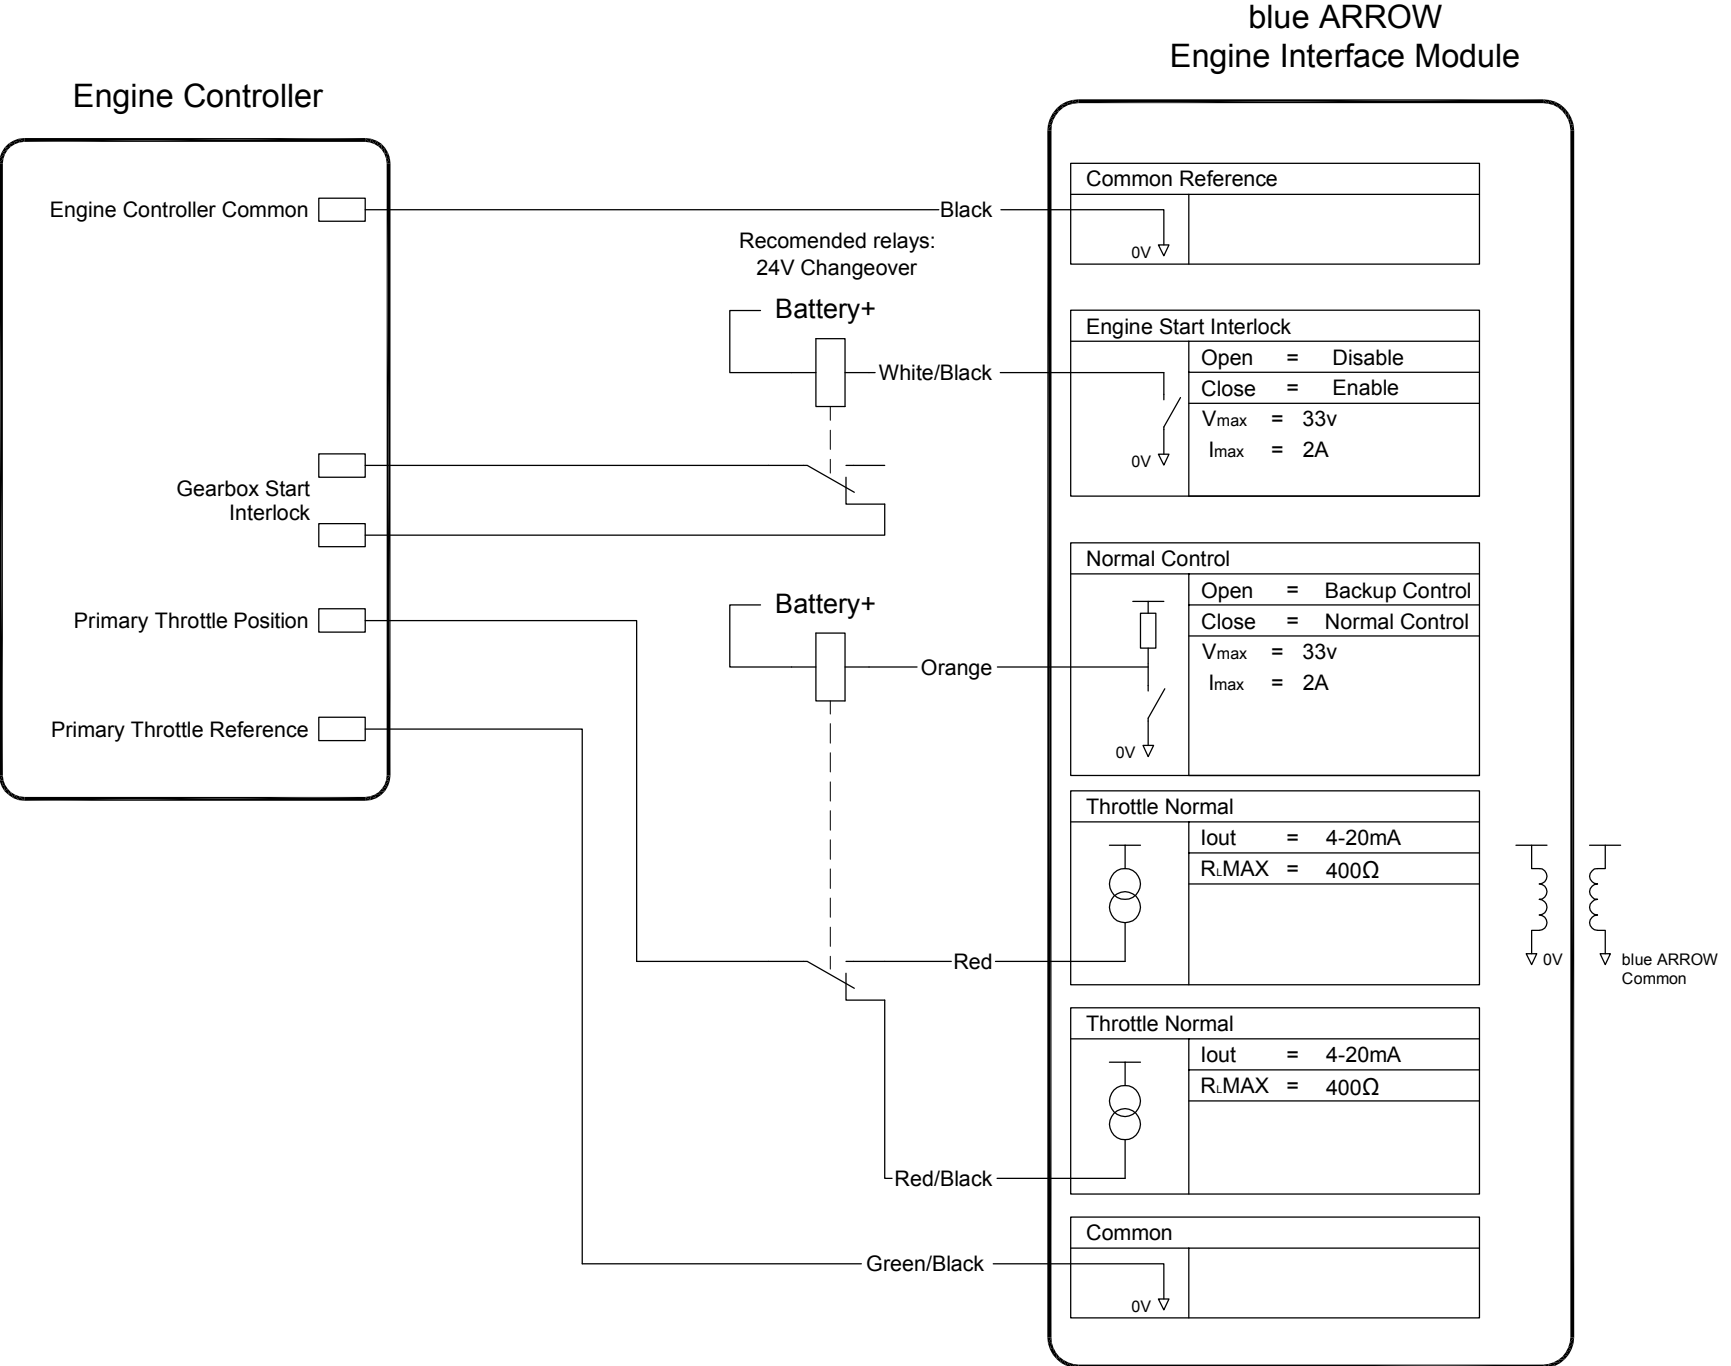 blue ARROW
Engine Interface Module
Engine Controller
Engine Controller Common
Black
Common Reference
0V
Recomended relays:
24V Changeover
Battery+
White/Black
Engine Start Interlock
Open = Disable
Close = Enable
Vmax = 33v
Imax = 2A
0V
Gearbox Start
Interlock
Normal Control
Open = Backup Control
Close = Normal Control
Vmax = 33v
Imax = 2A
0V
Battery+
Orange
Primary Throttle Position
Primary Throttle Reference
Throttle Normal
Iout = 4-20mA
RLMAX = 400Ω
Red
0V
blue ARROW
Common
Throttle Normal
Iout = 4-20mA
RLMAX = 400Ω
Red/Black
Common
Green/Black
0V